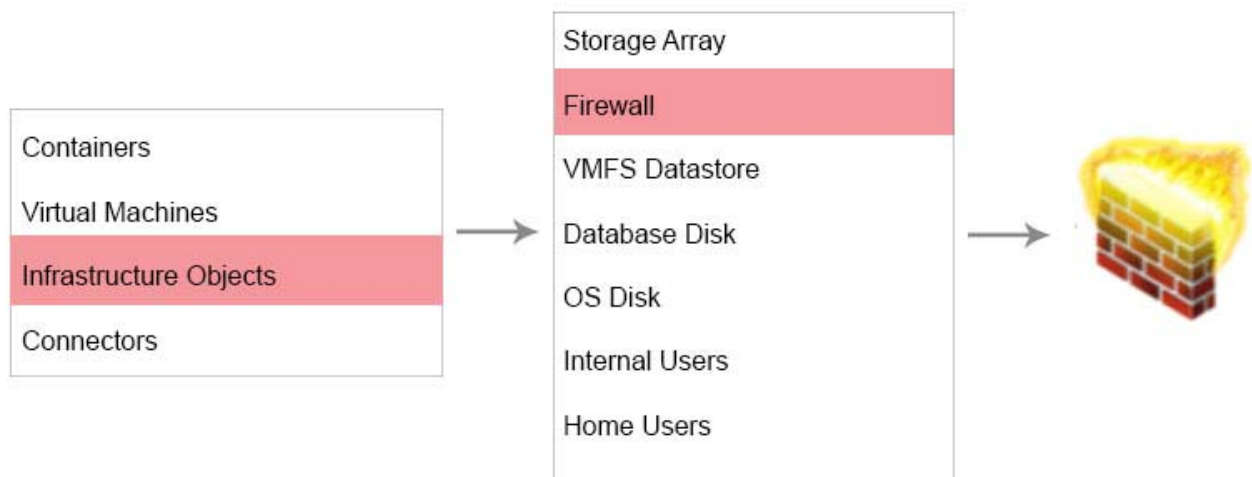 Containers
Virtual Machines
Infrastructure Objects
Connectors
Storage Array
Firewall
VMFS Datastore
Database Disk
OS Disk
Internal Users
Home Users